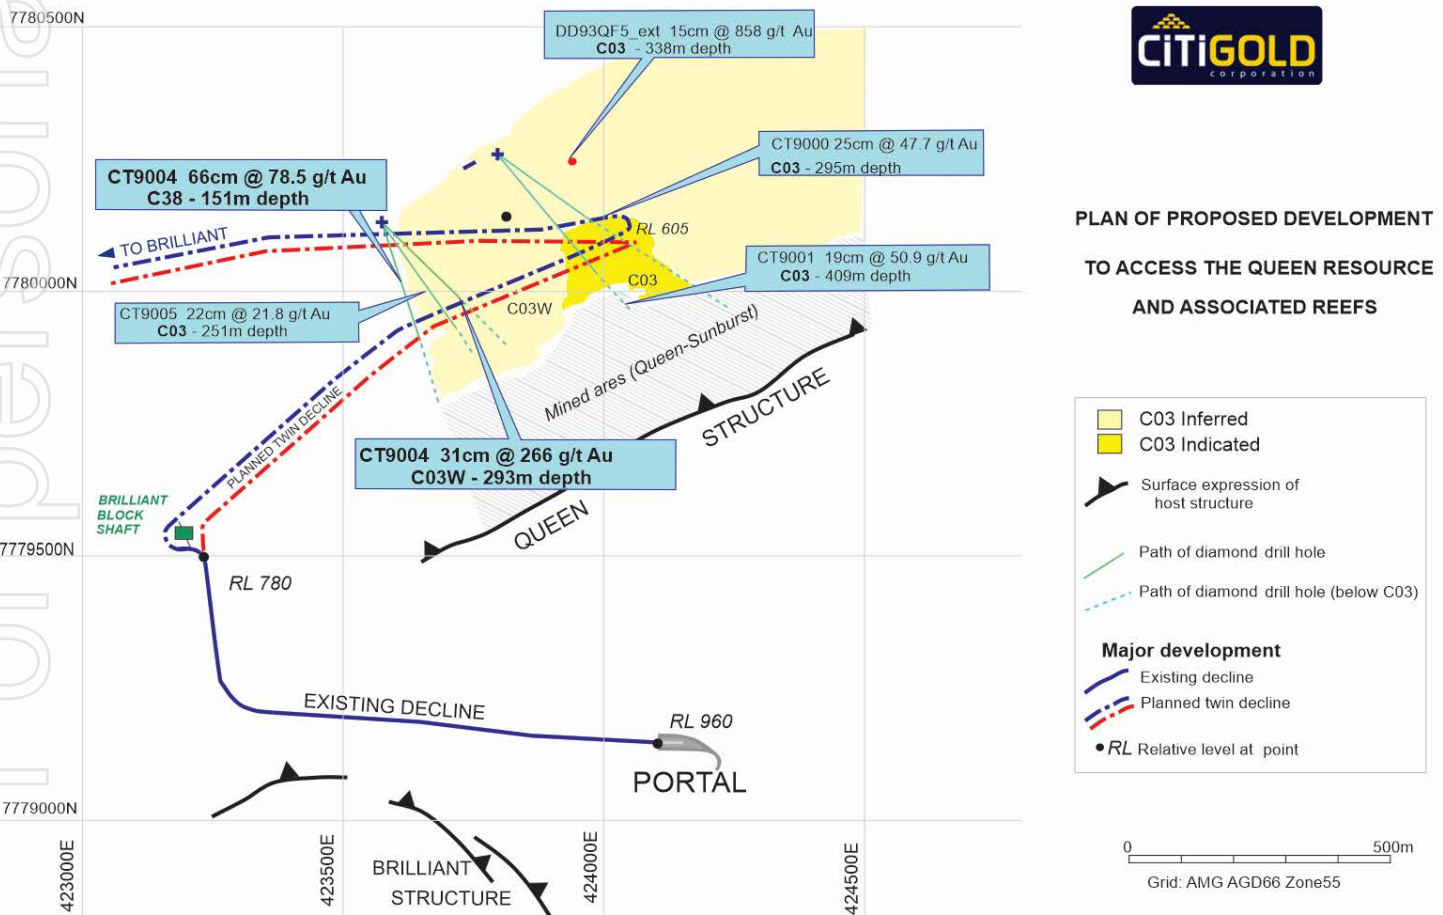 7780500N
DD93QF5_ext 15cm @ 858 g/t Au
C03 - 338m depth
CiTiGOLD
corporation
CT9000 25cm @ 47.7 g/t Au
C03 - 295m depth
CT9004 66cm @ 78.5 g/t Au
C38 - 151m depth
PLAN OF PROPOSED DEVELOPMENT
TO ACCESS THE QUEEN RESOURCE
AND ASSOCIATED REEFS
TO BRILLIANT
RL 605
CT9001 19cm @ 50.9 g/t Au
C03 - 409m depth
7780000N
C03
CT9005 22cm @ 21.8 g/t Au
C03 - 251m depth
C03W
Mined ares (Queen-Sunburst)
QUEEN STRUCTURE
PLANNED TWIN DECLINE
CT9004 31cm @ 266 g/t Au
C03W - 293m depth
BRILLIANT
BLOCK
SHAFT
7779500N
RL 780
EXISTING DECLINE
RL 960
PORTAL
7779000N
BRILLIANT
STRUCTURE
423000E
423500E
424000E
424500E
C03 Inferred
C03 Indicated
Surface expression of
host structure
Path of diamond drill hole
Path of diamond drill hole (below C03)
Major development
Existing decline
Planned twin decline
RL Relative level at point
0 500m
Grid: AMG AGD66 Zone55